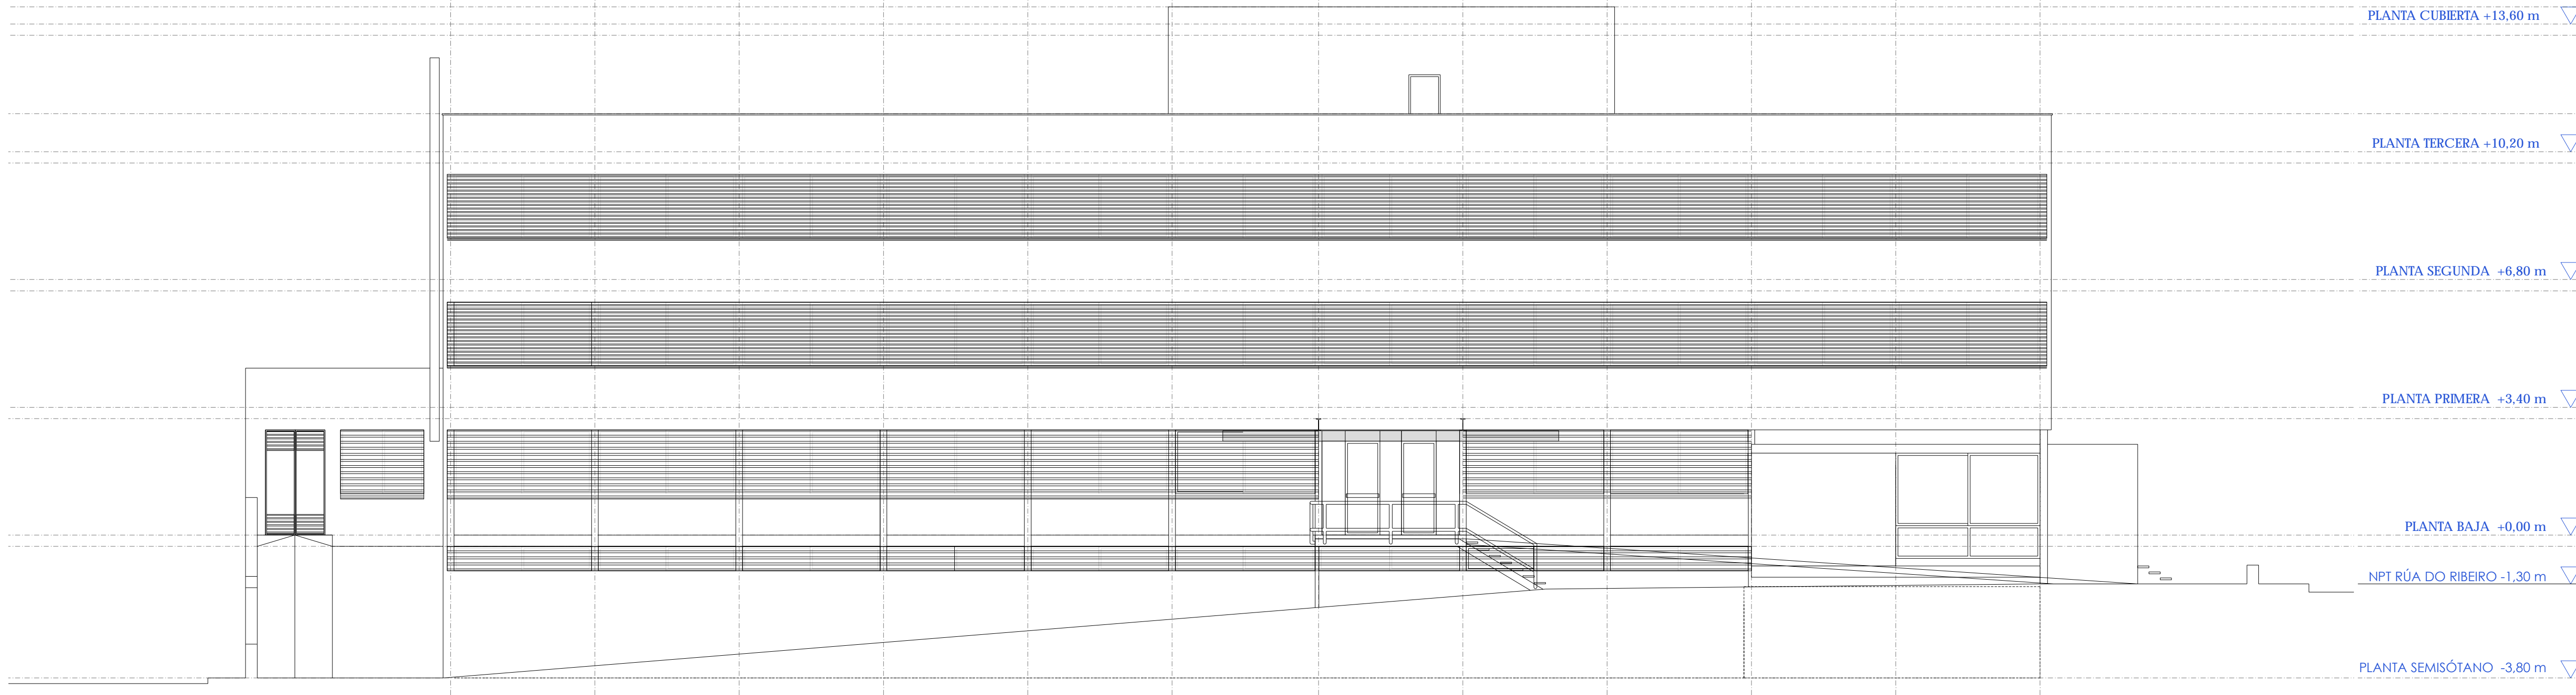 PLANTA CUBIERTA +13,60 m
PLANTA TERCERA +10,20 m
PLANTA SEGUNDA +6,80 m
PLANTA PRIMERA +3,40 m
PLANTA BAJA +0,00 m
NPT RÚA DO RIBEIRO -1,30 m
PLANTA SEMISÓTANO -3,80 m